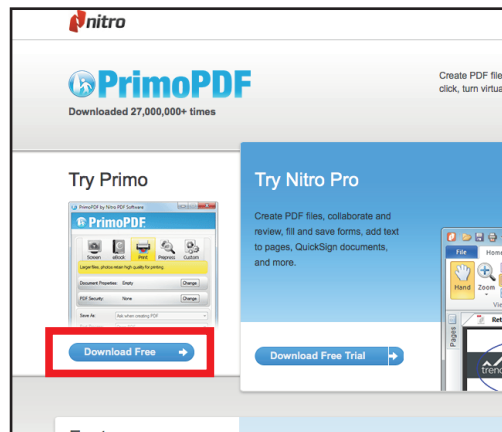 nitro
PrimoPDF
Downloaded 27,000,000+ times
Create PDF file
click, turn virtua
Try Primo
PrimoPDF by Nitro PDF Software
PrimoPDF
Screen eBook Print Prepress Custom
Larger files, photos retain high quality for printing.
Document Properties: Empty Change
PDF Security: None Change
Save As: Ask when creating PDF
Download Free
Try Nitro Pro
Create PDF files, collaborate and
review, fill and save forms, add text
to pages, QuickSign documents,
and more.
Download Free Trial
File Home
Hand Zoom
Vie
Ret
Pages
trend